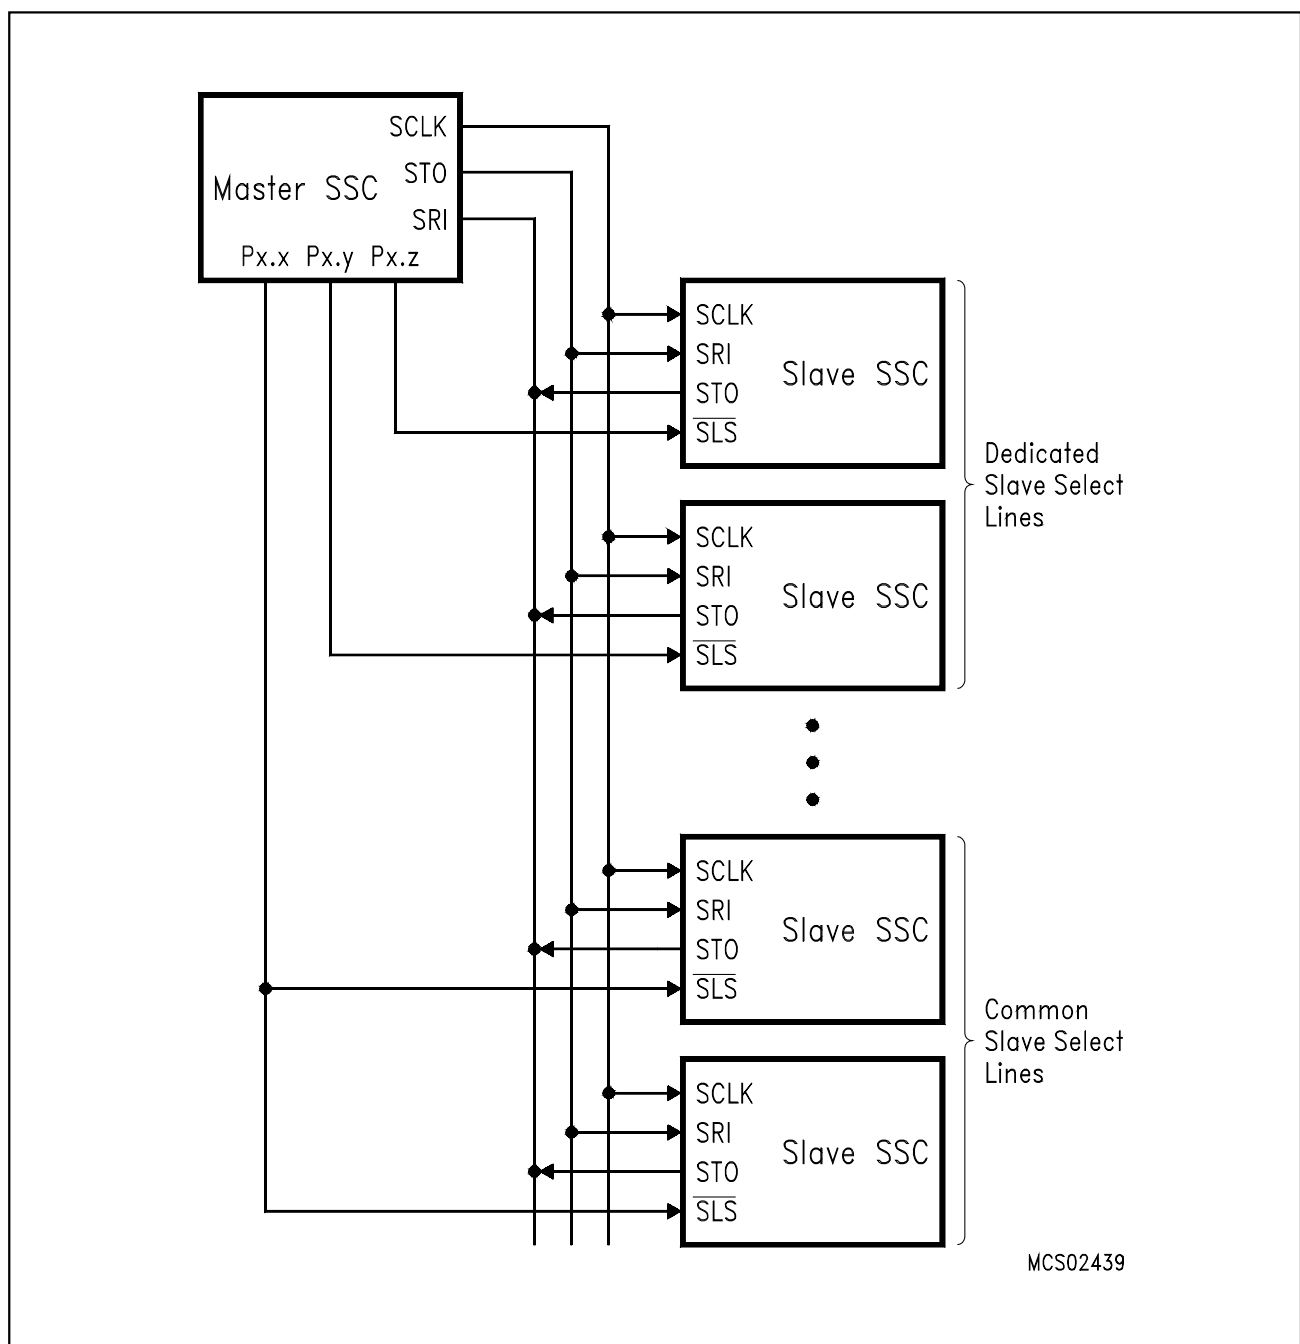 SCLK
STO
Master SSC
SRI
Px.x Px.y Px.z
SCLK
SRI
Slave SSC
STO
SLS
SCLK
SRI
Slave SSC
STO
SLS
Dedicated
Slave Select
Lines
SCLK
SRI
Slave SSC
STO
SLS
SCLK
SRI
Slave SSC
STO
SLS
Common
Slave Select
Lines
MCS02439